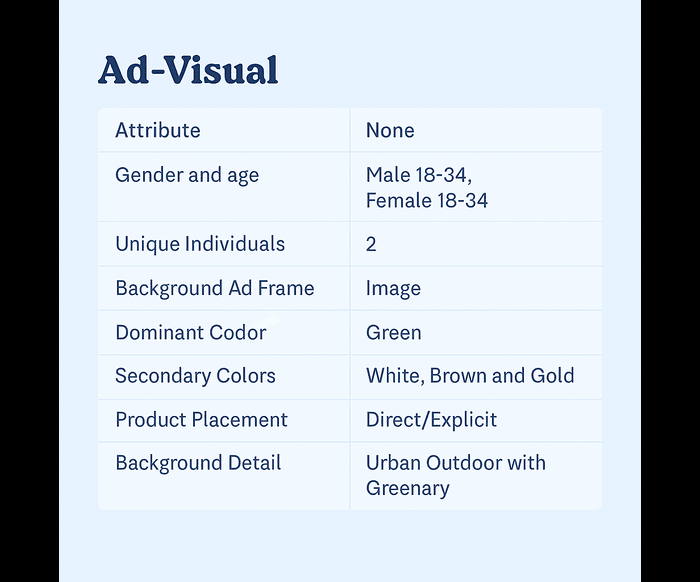 Ad-Visual
Attribute None
Gender and age Male 18-34,
Female 18-34
Unique Individuals 2
Background Ad Frame Image
Dominant Codor Green
Secondary Colors White, Brown and Gold
Product Placement Direct/Explicit
Background Detail Urban Outdoor with
Greenary